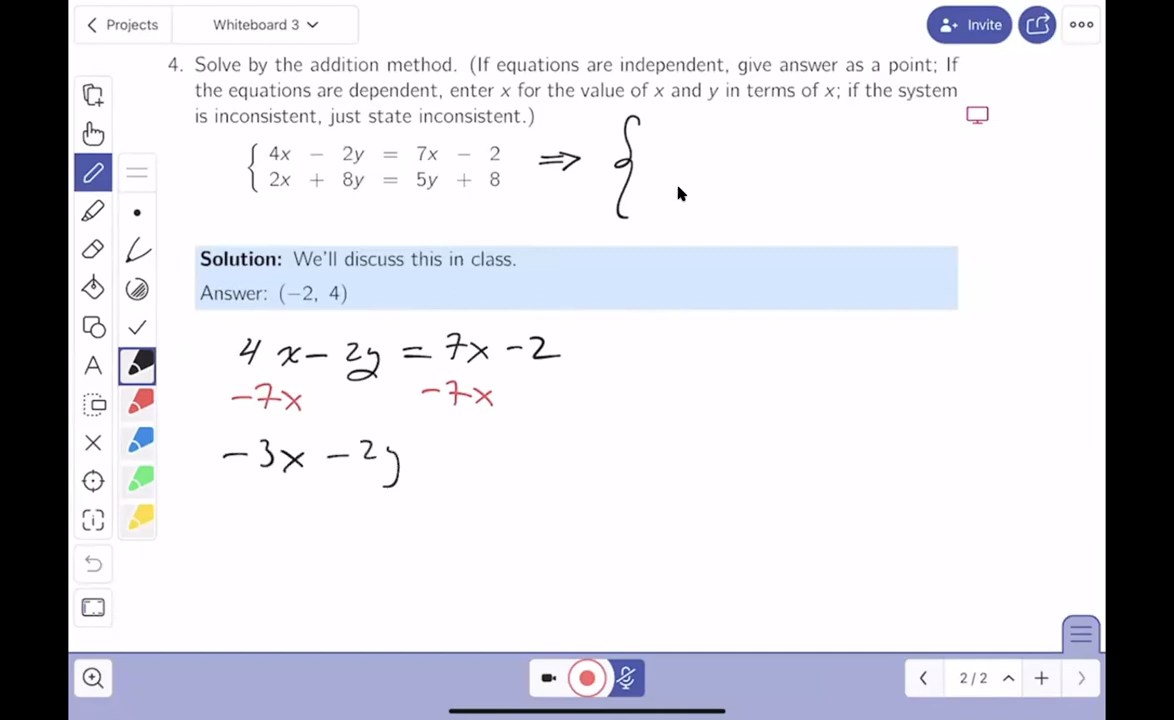 Projects
Whiteboard 3
Invite
4. Solve by the addition method. (If equations are independent, give answer as a point; If
the equations are dependent, enter x for the value of x and y in terms of x; if the system
is inconsistent, just state inconsistent.)
{ 4x − 2y = 7x − 2 ⇒ {
2x + 8y = 5y + 8
Solution: We'll discuss this in class.
Answer: (−2, 4)
4x − 2y = 7x − 2
−7x −7x
−3x − 2y
A
2/2